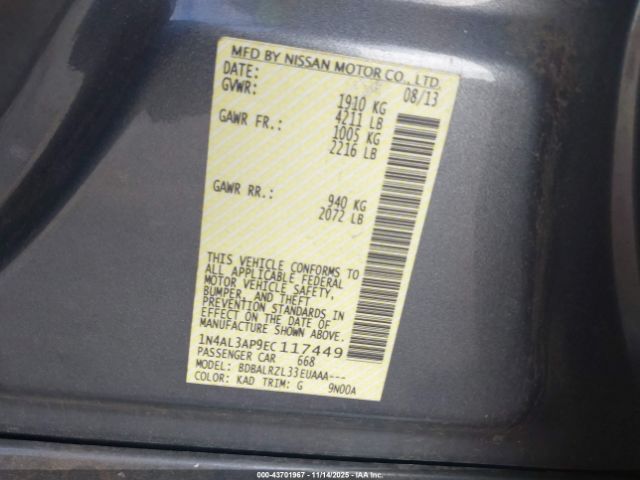 MFD BY NISSAN MOTOR CO., LTD.
DATE: 08/13
GVWR: 1910 KG
4211 LB
GAWR FR.: 1005 KG
2216 LB
GAWR RR.: 940 KG
2072 LB
THIS VEHICLE CONFORMS TO
ALL APPLICABLE FEDERAL
MOTOR VEHICLE SAFETY,
BUMPER, AND THEFT
PREVENTION STANDARDS IN
EFFECT ON THE DATE OF
MANUFACTURE SHOWN ABOVE.
1N4AL3AP9EC117449
PASSENGER CAR 668
MODEL: BDBALRZL33EUAAA---
COLOR: KAD TRIM: G 9N00A
000-43701967 - 11/14/2025 - IAA Inc.